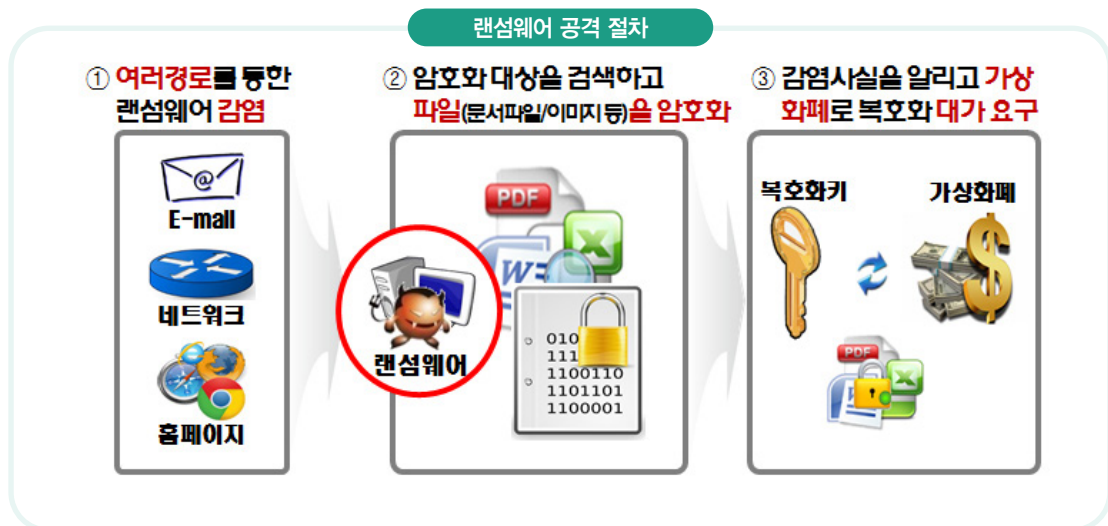 랜섬웨어 공격 절차
① 여러경로를 통한
랜섬웨어 감염
E-mail
네트워크
홈페이지
② 암호화 대상을 검색하고
파일(문서파일/이미지 등)을 암호화
PDF
X
W
랜섬웨어
010
111
1100110
1101101
1100001
③ 감염사실을 알리고 가상
화폐로 복호화 대가 요구
복호화키
가상화폐
$
PDF
X
W